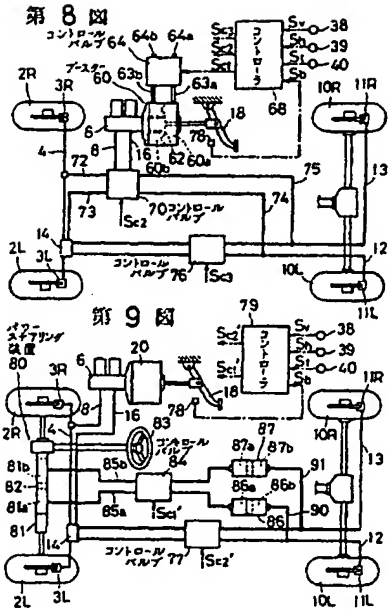 第8図
コントロール
バルブ
64
64b
64a
ブースター
60
63b
63a
6
8
16
62
60a
60b
18
78
コントローラ
68
Sc3
Sc2
Sc1
Sv
Sh
St
Sb
38
39
40
2R
3R
4
72
73
14
2L
3L
70コントロール
バルブ
Sc2
コントロール
バルブ
76
Sc3
74
75
10R
11R
13
12
10L
11L
第9図
パワー
ステアリング
装置
80
2R
3R
6
20
8
16
4
18
78
79
コントローラ
Sc2'
Sc1'
Sv
Sh
St
Sb
38
39
40
83
コントロール
バルブ
84
81b
82
81a
81
85b
85a
Sc1'
87a
87
87b
86a
86b
86
91
90
14
2L
3L
コントロール
バルブ
77
Sc2'
10R
11R
13
12
10L
11L